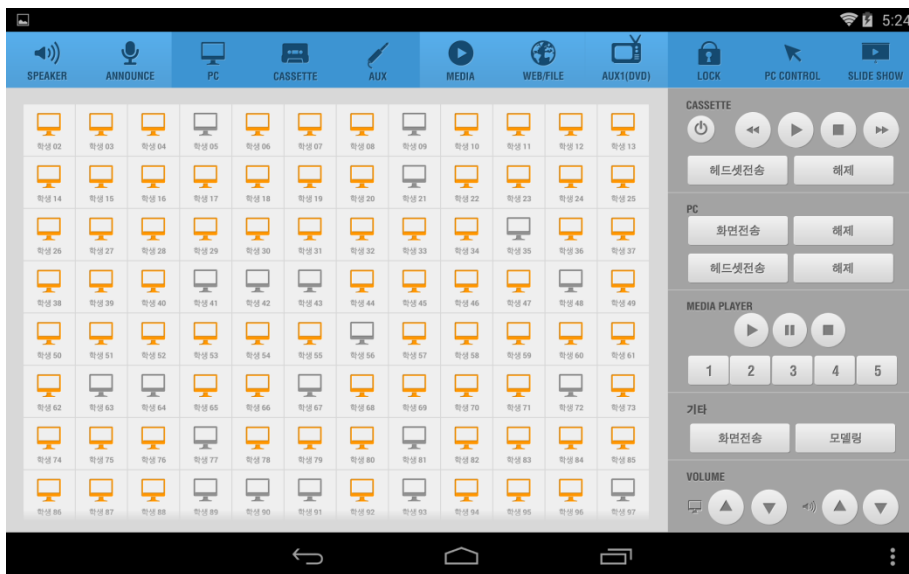 5:24
SPEAKER ANNOUNCE PC CASSETTE AUX MEDIA WEB/FILE AUX1(DVD) LOCK PC CONTROL SLIDE SHOW
학생 02 학생 03 학생 04 학생 05 학생 06 학생 07 학생 08 학생 09 학생 10 학생 11 학생 12 학생 13
학생 14 학생 15 학생 16 학생 17 학생 18 학생 19 학생 20 학생 21 학생 22 학생 23 학생 24 학생 25
학생 26 학생 27 학생 28 학생 29 학생 30 학생 31 학생 32 학생 33 학생 34 학생 35 학생 36 학생 37
학생 38 학생 39 학생 40 학생 41 학생 42 학생 43 학생 44 학생 45 학생 46 학생 47 학생 48 학생 49
학생 50 학생 51 학생 52 학생 53 학생 54 학생 55 학생 56 학생 57 학생 58 학생 59 학생 60 학생 61
학생 62 학생 63 학생 64 학생 65 학생 66 학생 67 학생 68 학생 69 학생 70 학생 71 학생 72 학생 73
학생 74 학생 75 학생 76 학생 77 학생 78 학생 79 학생 80 학생 81 학생 82 학생 83 학생 84 학생 85
학생 86 학생 87 학생 88 학생 89 학생 90 학생 91 학생 92 학생 93 학생 94 학생 95 학생 96 학생 97
CASSETTE
헤드셋전송 해제
PC
화면전송 해제
헤드셋전송 해제
MEDIA PLAYER
1 2 3 4 5
기타
화면전송 모델링
VOLUME